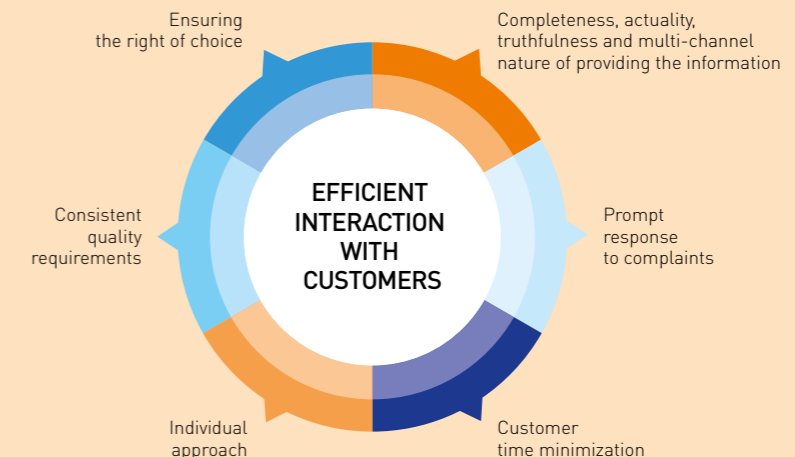 Ensuring
the right of choice
Completeness, actuality,
truthfulness and multi-channel
nature of providing the information
EFFICIENT
INTERACTION
WITH
CUSTOMERS
Consistent
quality
requirements
Prompt
response
to complaints
Individual
approach
Customer
time minimization